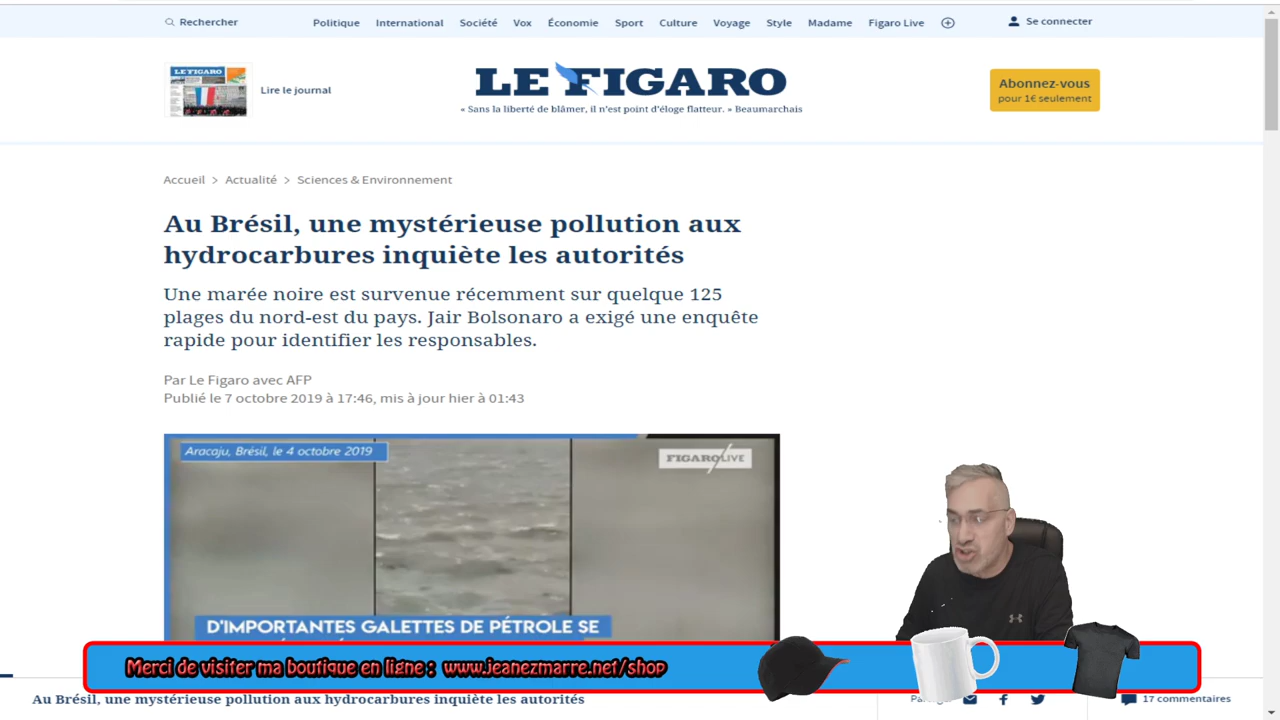 Rechercher
Politique International Société Vox Économie Sport Culture Voyage Style Madame Figaro Live
Se connecter
LE FIGARO
Lire le journal
LE FIGARO
« Sans la liberté de blâmer, il n'est point d'éloge flatteur. » Beaumarchais
Abonnez-vous
pour 1€ seulement
Accueil > Actualité > Sciences & Environnement
Au Brésil, une mystérieuse pollution aux
hydrocarbures inquiète les autorités
Une marée noire est survenue récemment sur quelque 125
plages du nord-est du pays. Jair Bolsonaro a exigé une enquête
rapide pour identifier les responsables.
Par Le Figaro avec AFP
Publié le 7 octobre 2019 à 17:46, mis à jour hier à 01:43
Aracaju, Brésil, le 4 octobre 2019
FIGAROLIVE
D'IMPORTANTES GALETTES DE PÉTROLE SE
Merci de visiter ma boutique en ligne : www.jeanezmarre.net/shop
Au Brésil, une mystérieuse pollution aux hydrocarbures inquiète les autorités
17 commentaires